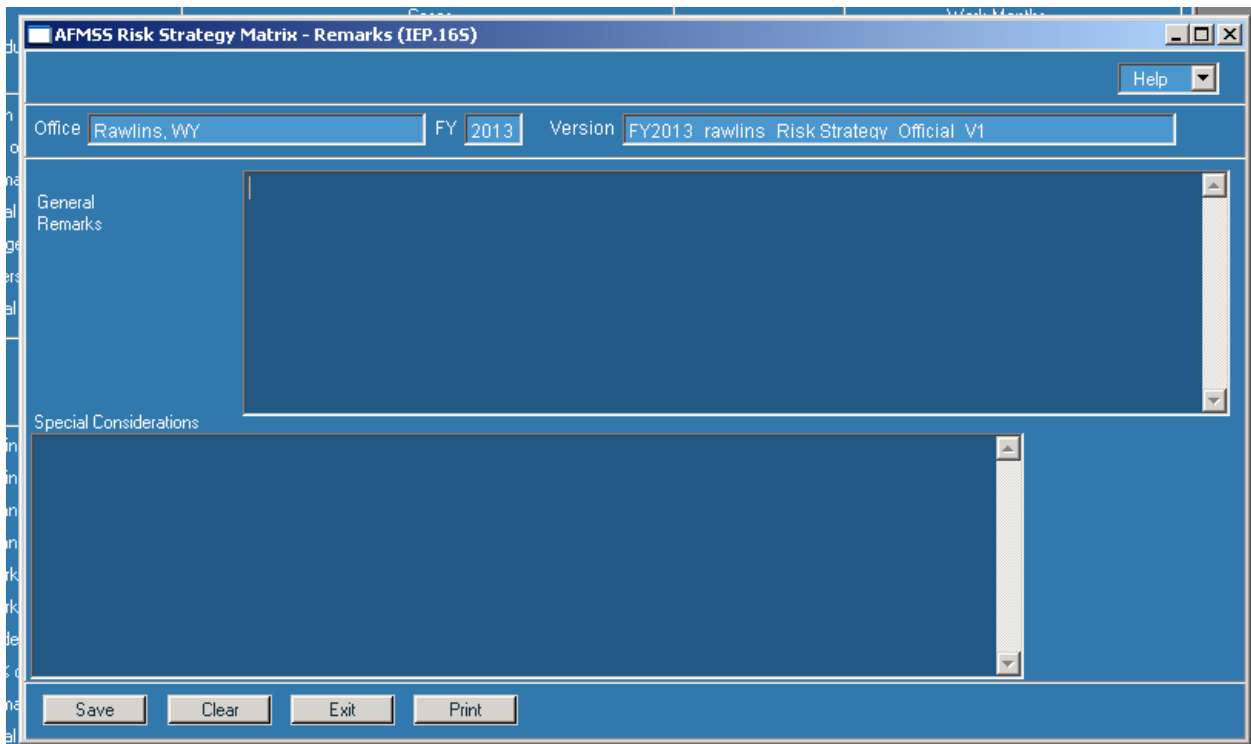 AFMSS Risk Strategy Matrix - Remarks (IEP.165)
Help
Office Rawlins, WY FY 2013 Version FY2013 rawlins Risk Strategy Official V1
General
Remarks
Special Considerations
Save Clear Exit Print